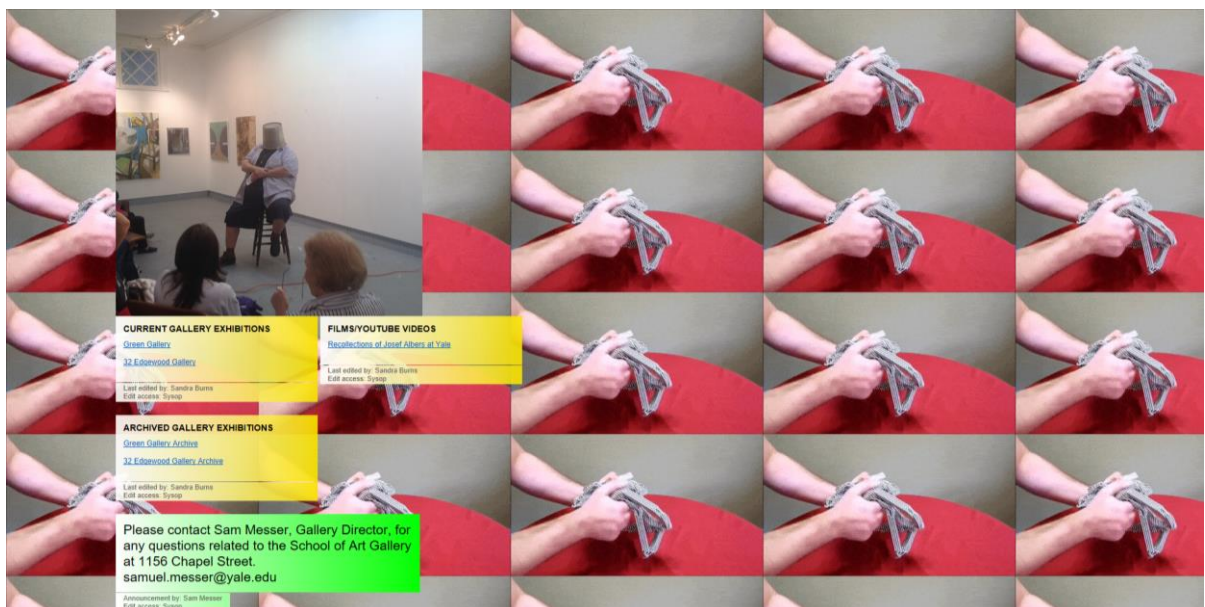 CURRENT GALLERY EXHIBITIONS
Green Gallery
32 Edgewood Gallery
Last edited by: Sandra Burns
Edit access: Sysop
FILMS/YOUTUBE VIDEOS
Recollections of Josef Albers at Yale
Last edited by: Sandra Burns
Edit access: Sysop
ARCHIVED GALLERY EXHIBITIONS
Green Gallery Archive
32 Edgewood Gallery Archive
Last edited by: Sandra Burns
Edit access: Sysop
Please contact Sam Messer, Gallery Director, for
any questions related to the School of Art Gallery
at 1156 Chapel Street.
samuel.messer@yale.edu
Announcement by: Sam Messer
Edit access: Sysop